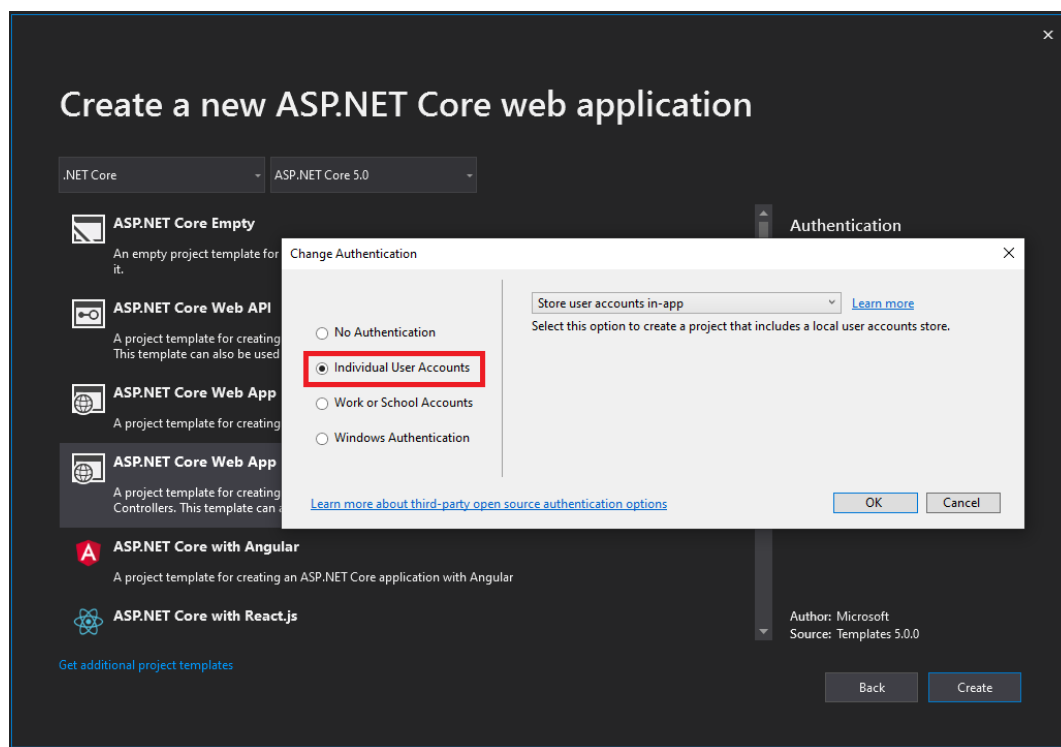 Create a new ASP.NET Core web application
.NET Core
ASP.NET Core 5.0
ASP.NET Core Empty
An empty project template for
it.
ASP.NET Core Web API
A project template for creating
This template can also be used
ASP.NET Core Web App
A project template for creating
ASP.NET Core Web App
A project template for creating
Controllers. This template can
ASP.NET Core with Angular
A project template for creating an ASP.NET Core application with Angular
ASP.NET Core with React.js
Get additional project templates
Authentication
Change Authentication
No Authentication
Individual User Accounts
Work or School Accounts
Windows Authentication
Store user accounts in-app
Learn more
Select this option to create a project that includes a local user accounts store.
Learn more about third-party open source authentication options
OK
Cancel
Author: Microsoft
Source: Templates 5.0.0
Back
Create